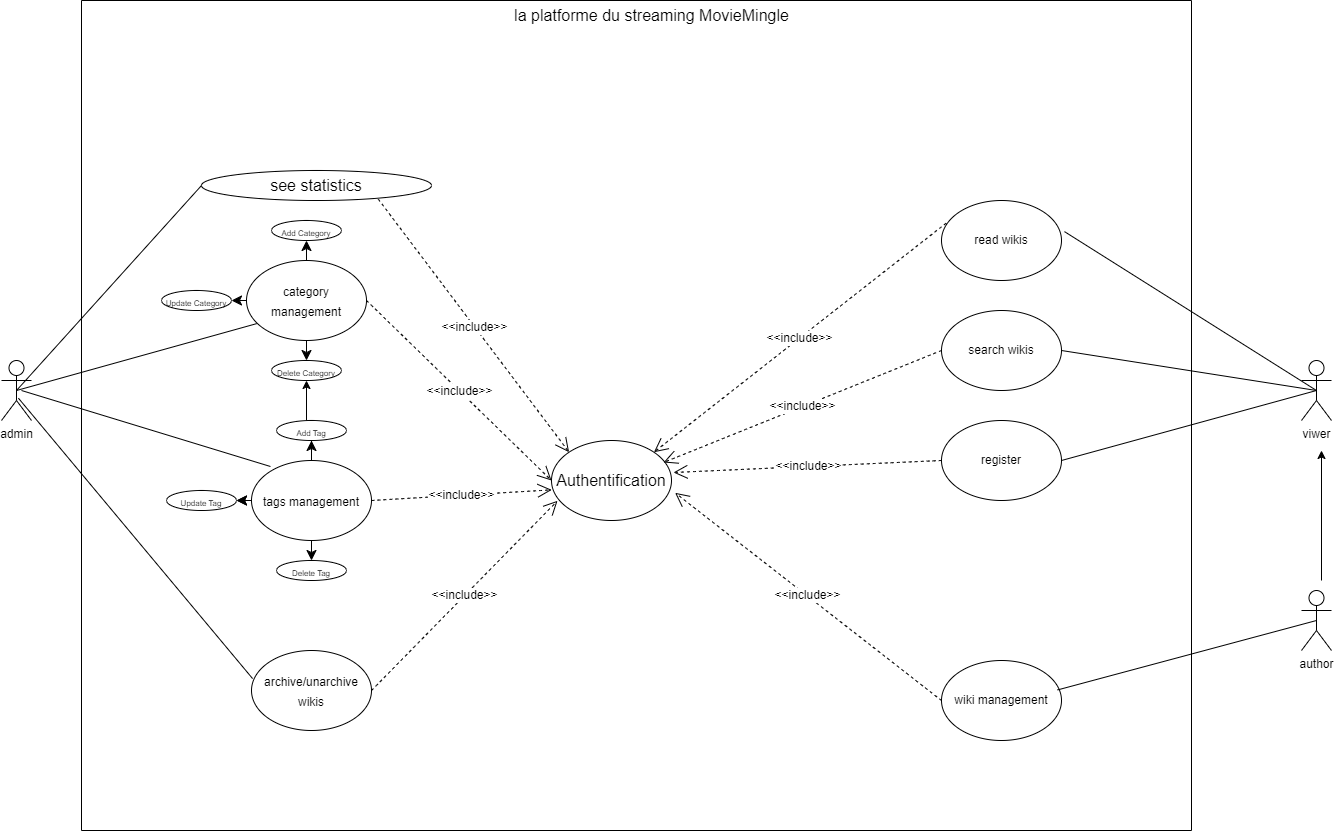 la platforme du streaming MovieMingle
see statistics
Add Category
category
management
Update Category
Delete Category
Add Tag
tags management
Update Tag
Delete Tag
archive/unarchive
wikis
admin
<<include>>
<<include>>
<<include>>
<<include>>
Authentification
<<include>>
<<include>>
<<include>>
<<include>>
read wikis
search wikis
register
wiki management
viwer
author